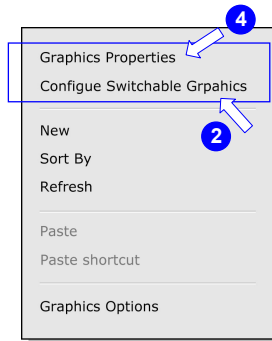 4
Graphics Properties
Configue Switchable Grpahics
2
New
Sort By
Refresh
Paste
Paste shortcut
Graphics Options